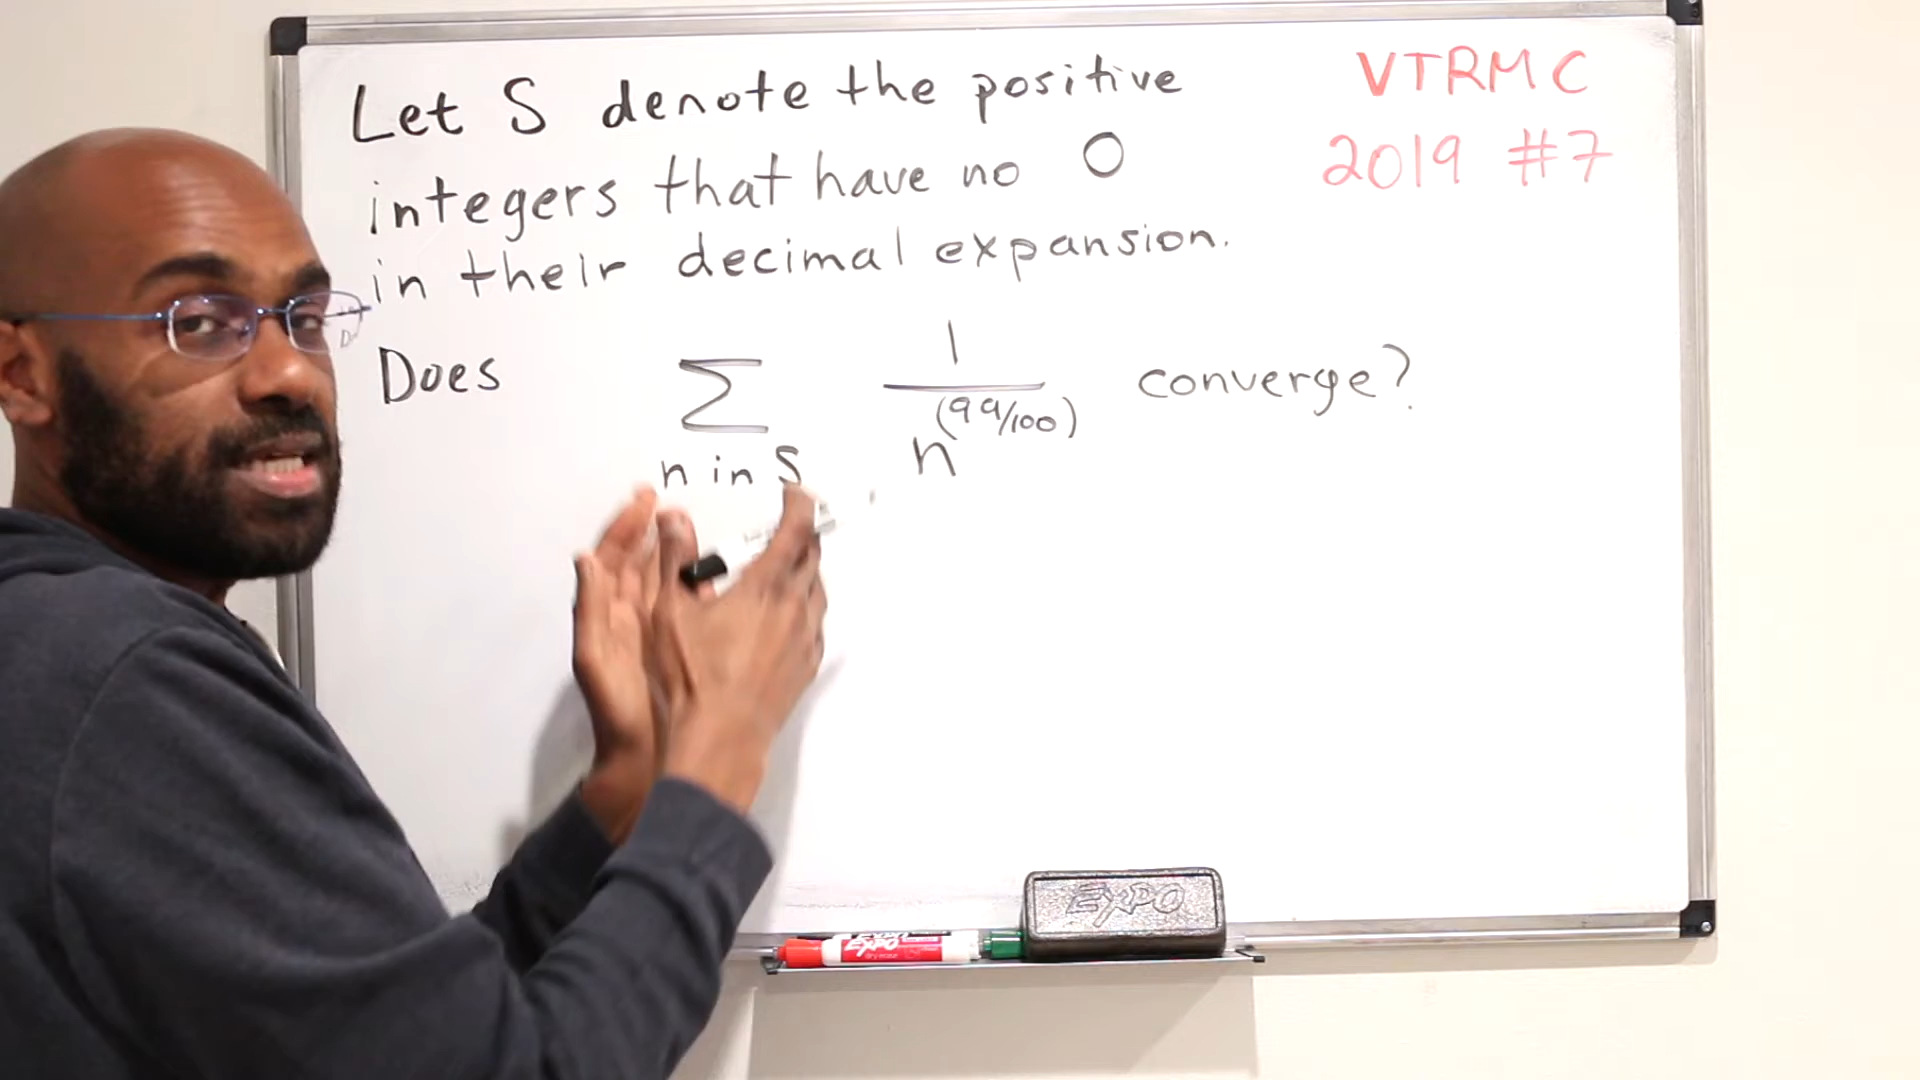 Let S denote the positive
VTRMC
integers that have no 0
2019 #7
in their decimal expansion.
Does ∑ 1 converge?
n in S n^(99/100)
EXPO
EXPO